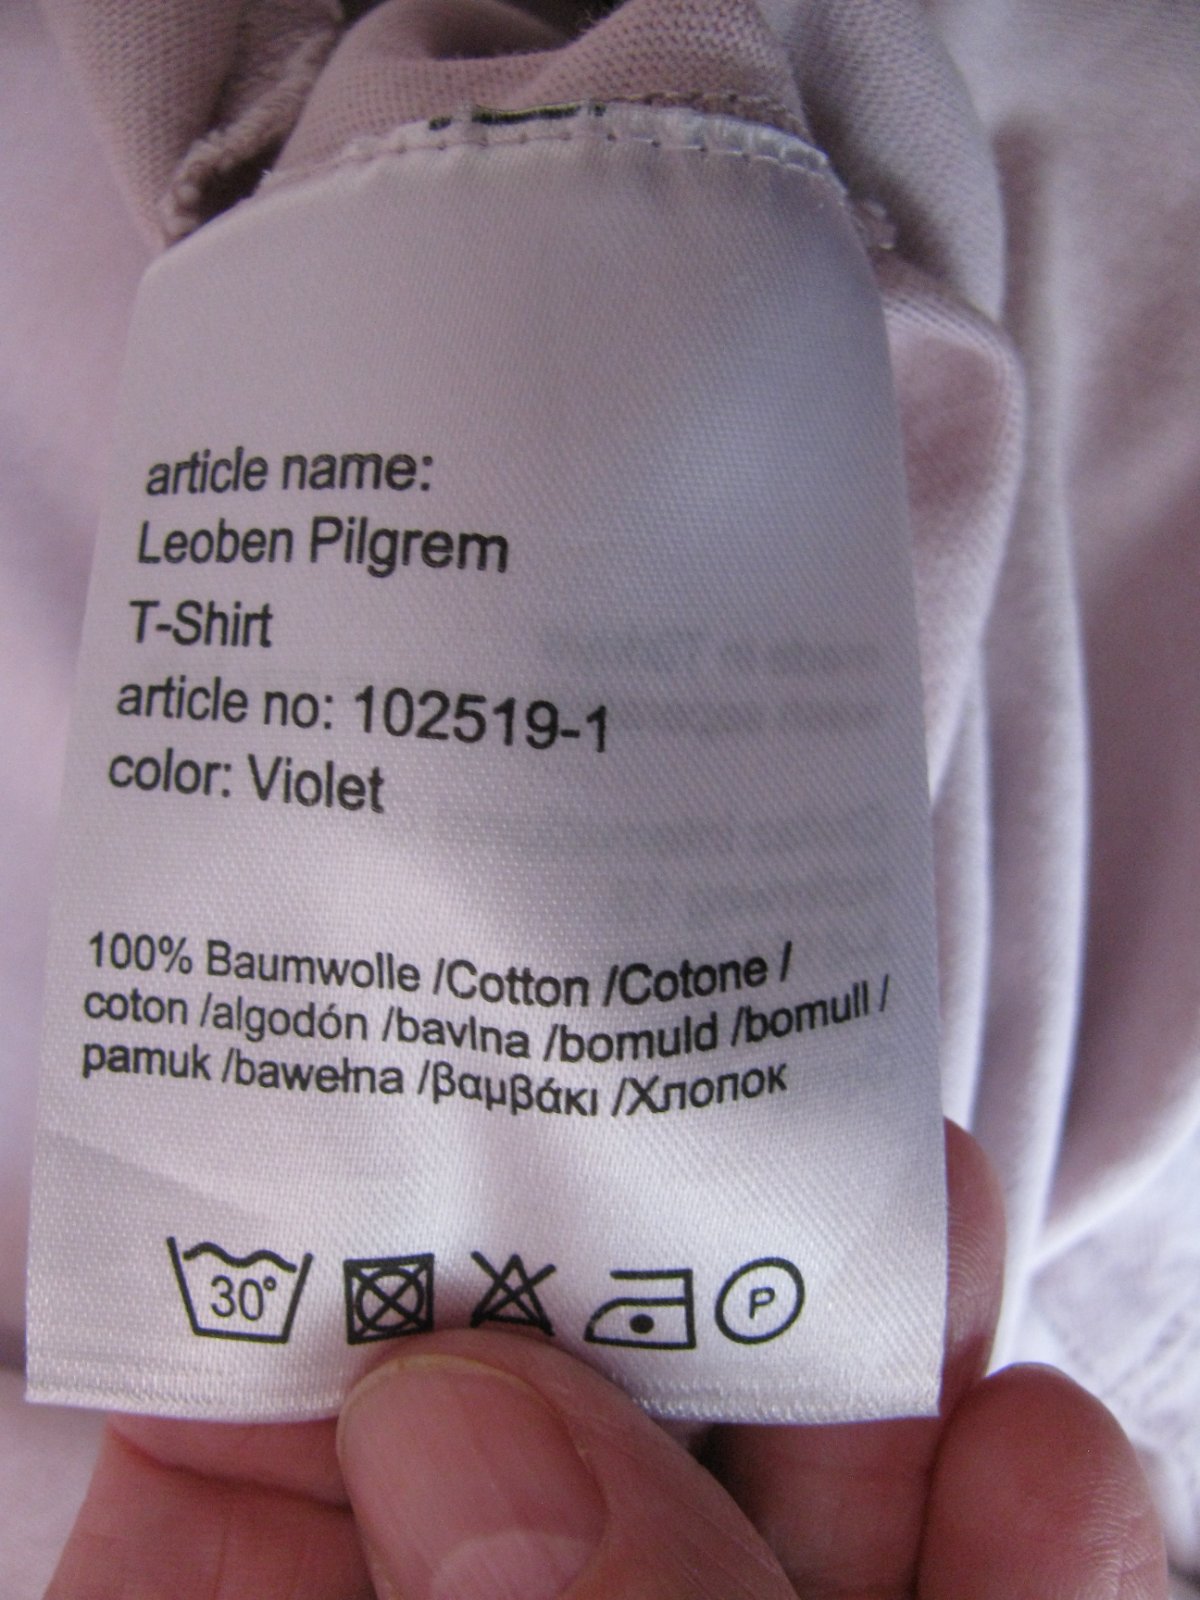 article name:
Leoben Pilgrem
T-Shirt
article no: 102519-1
color: Violet
100% Baumwolle /Cotton /Cotone /
coton /algodón /bavlna /bomuld /bomull /
pamuk /bawełna /βαμβάκι /Хлопок
30°
P